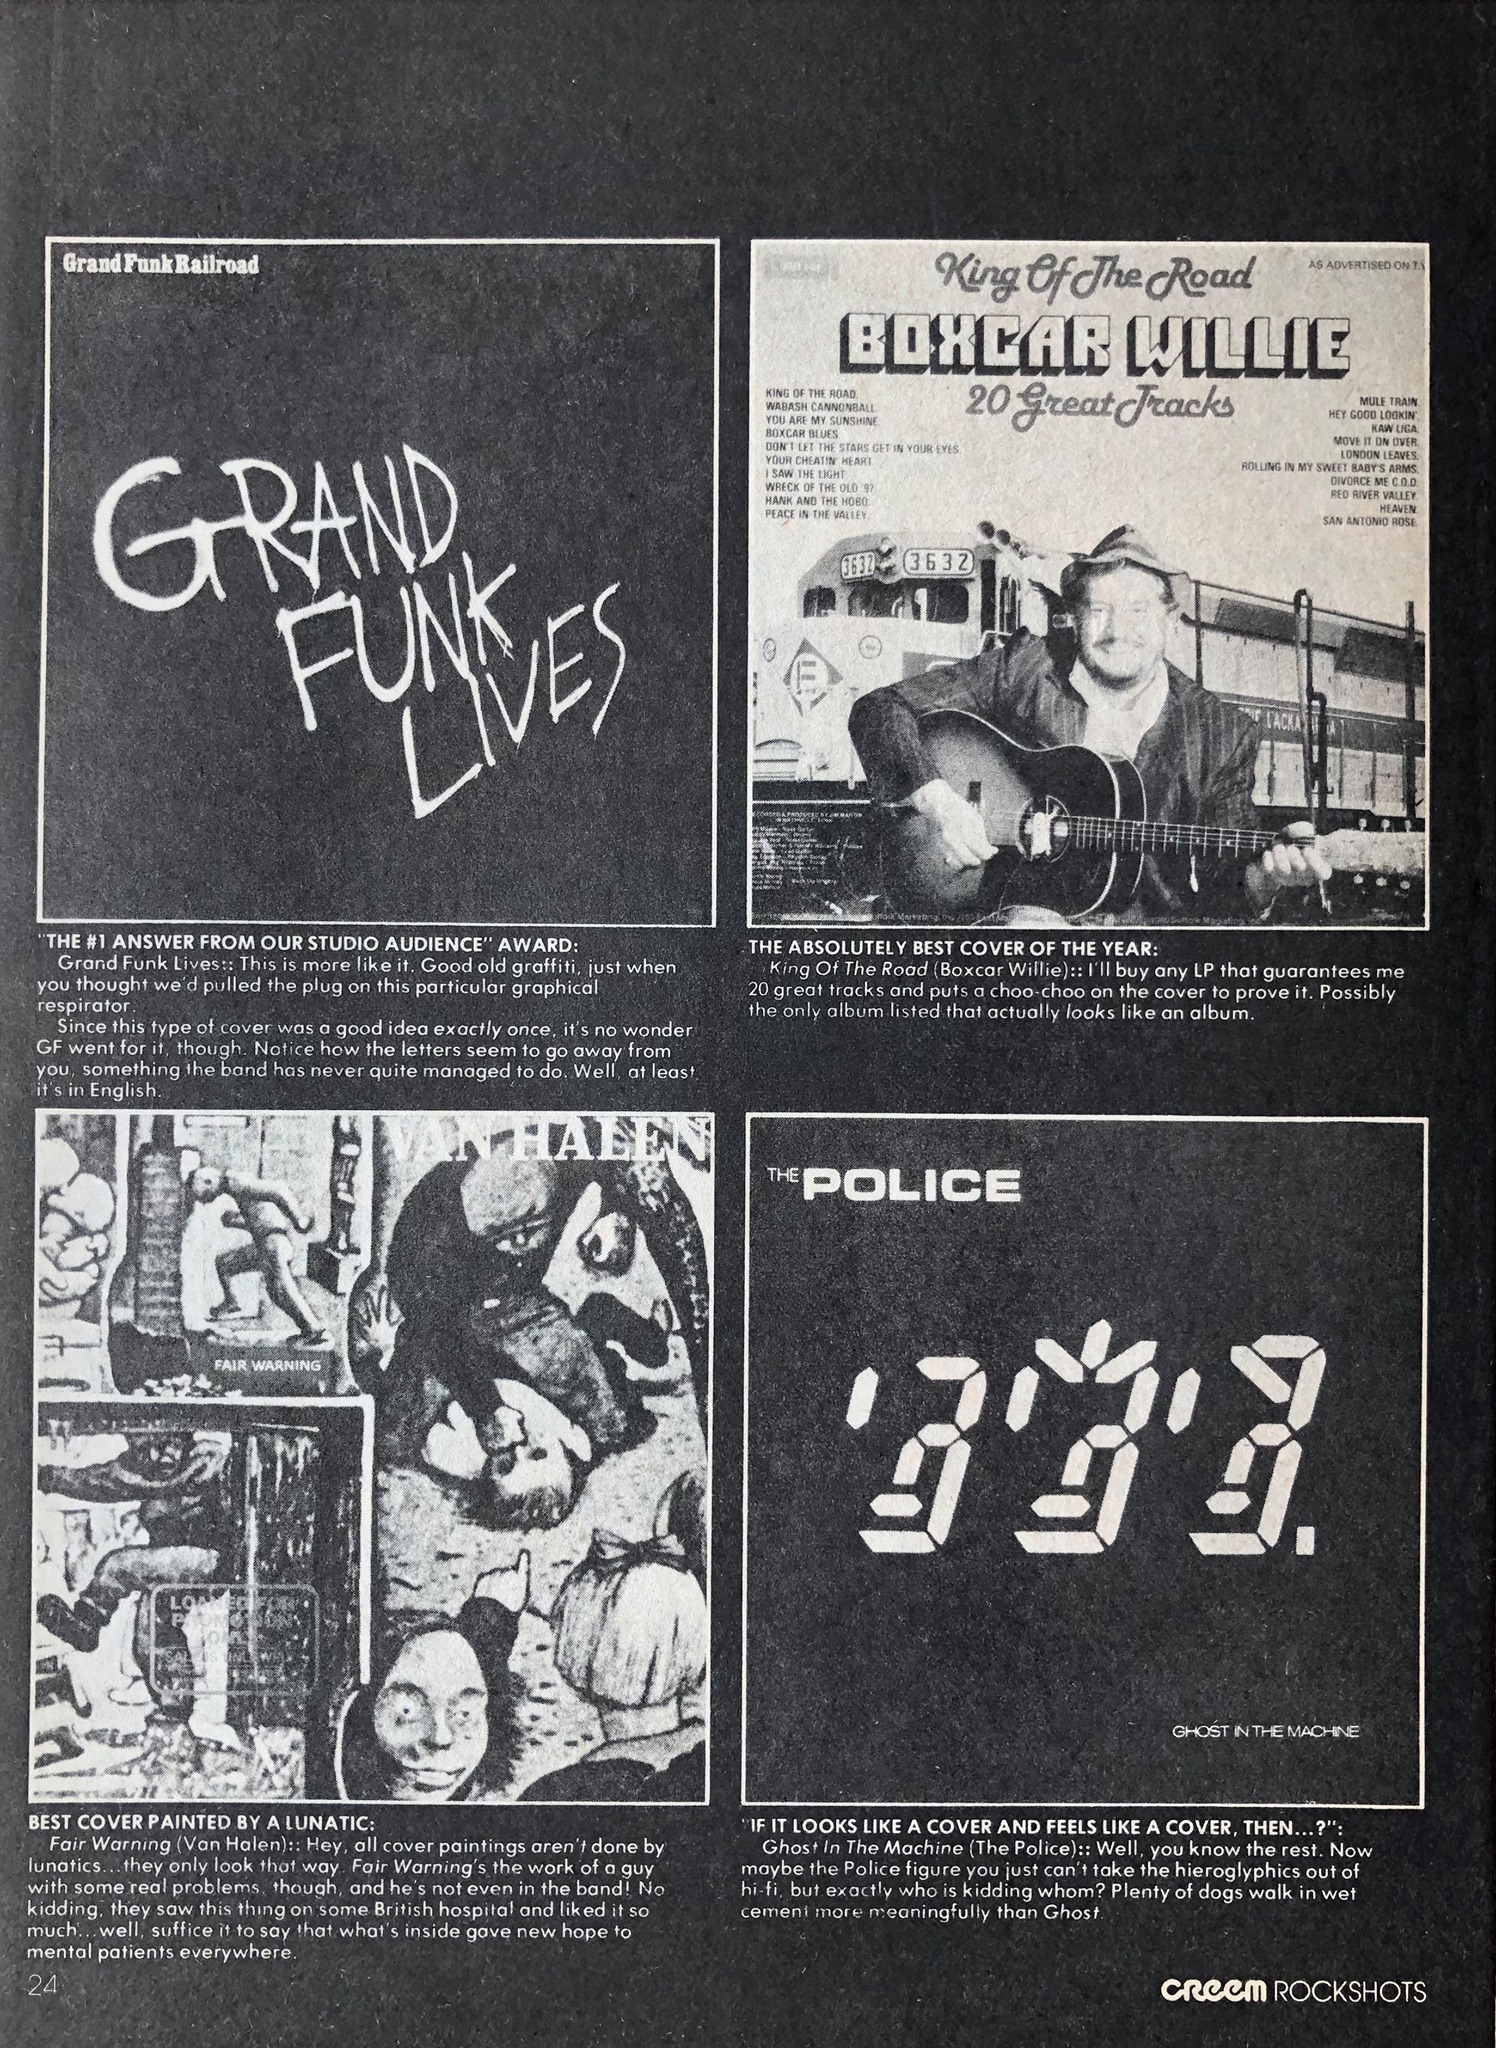 Grand Funk Railroad
GRAND
FUNK
LIVES
"THE #1 ANSWER FROM OUR STUDIO AUDIENCE" AWARD:
Grand Funk Lives:: This is more like it. Good old graffiti, just when
you thought we'd pulled the plug on this particular graphical
respirator.
Since this type of cover was a good idea exactly once, it's no wonder
GF went for it, though. Notice how the letters seem to go away from
you, something the band has never quite managed to do. Well, at least
it's in English.
King Of The Road
AS ADVERTISED ON T.V
BOXCAR WILLIE
20 Great Tracks
KING OF THE ROAD.
WABASH CANNONBALL.
YOU ARE MY SUNSHINE.
BOXCAR BLUES.
DON'T LET THE STARS GET IN YOUR EYES.
YOUR CHEATIN' HEART.
I SAW THE LIGHT.
WRECK OF THE OLD '97.
HANK AND THE HOBO.
PEACE IN THE VALLEY.
MULE TRAIN.
HEY GOOD LOOKIN'.
KAW LIGA.
MOVE IT ON OVER.
LONDON LEAVES.
ROLLING IN MY SWEET BABY'S ARMS.
DIVORCE ME C.O.D.
RED RIVER VALLEY.
HEAVEN.
SAN ANTONIO ROSE.
3632 3632
E
THE ABSOLUTELY BEST COVER OF THE YEAR:
King Of The Road (Boxcar Willie):: I'll buy any LP that guarantees me
20 great tracks and puts a choo-choo on the cover to prove it. Possibly
the only album listed that actually looks like an album.
VAN HALEN
FAIR WARNING
BEST COVER PAINTED BY A LUNATIC:
Fair Warning (Van Halen):: Hey, all cover paintings aren't done by
lunatics...they only look that way. Fair Warning's the work of a guy
with some real problems, though, and he's not even in the band! No
kidding, they saw this thing on some British hospital and liked it so
much...well, suffice it to say that what's inside gave new hope to
mental patients everywhere.
THE POLICE
GHOST IN THE MACHINE
"IF IT LOOKS LIKE A COVER AND FEELS LIKE A COVER, THEN...?":
Ghost In The Machine (The Police):: Well, you know the rest. Now
maybe the Police figure you just can't take the hieroglyphics out of
hi-fi, but exactly who is kidding whom? Plenty of dogs walk in wet
cement more meaningfully than Ghost.
24
CREEM ROCKSHOTS